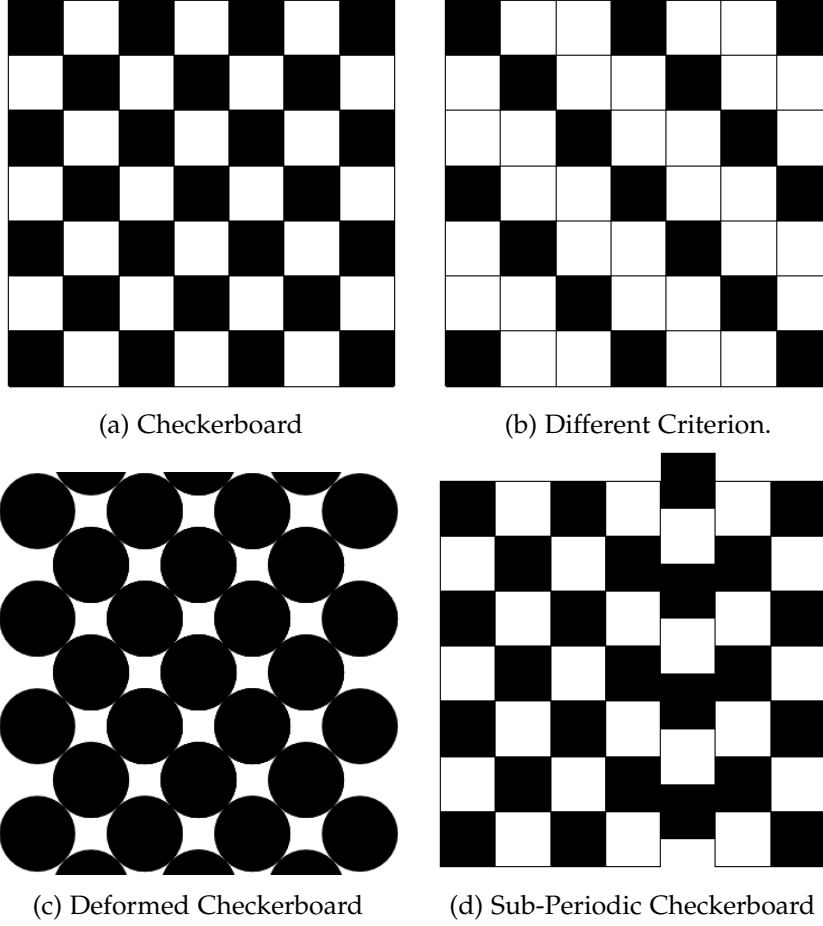 (a) Checkerboard
(b) Different Criterion.
(c) Deformed Checkerboard
(d) Sub-Periodic Checkerboard